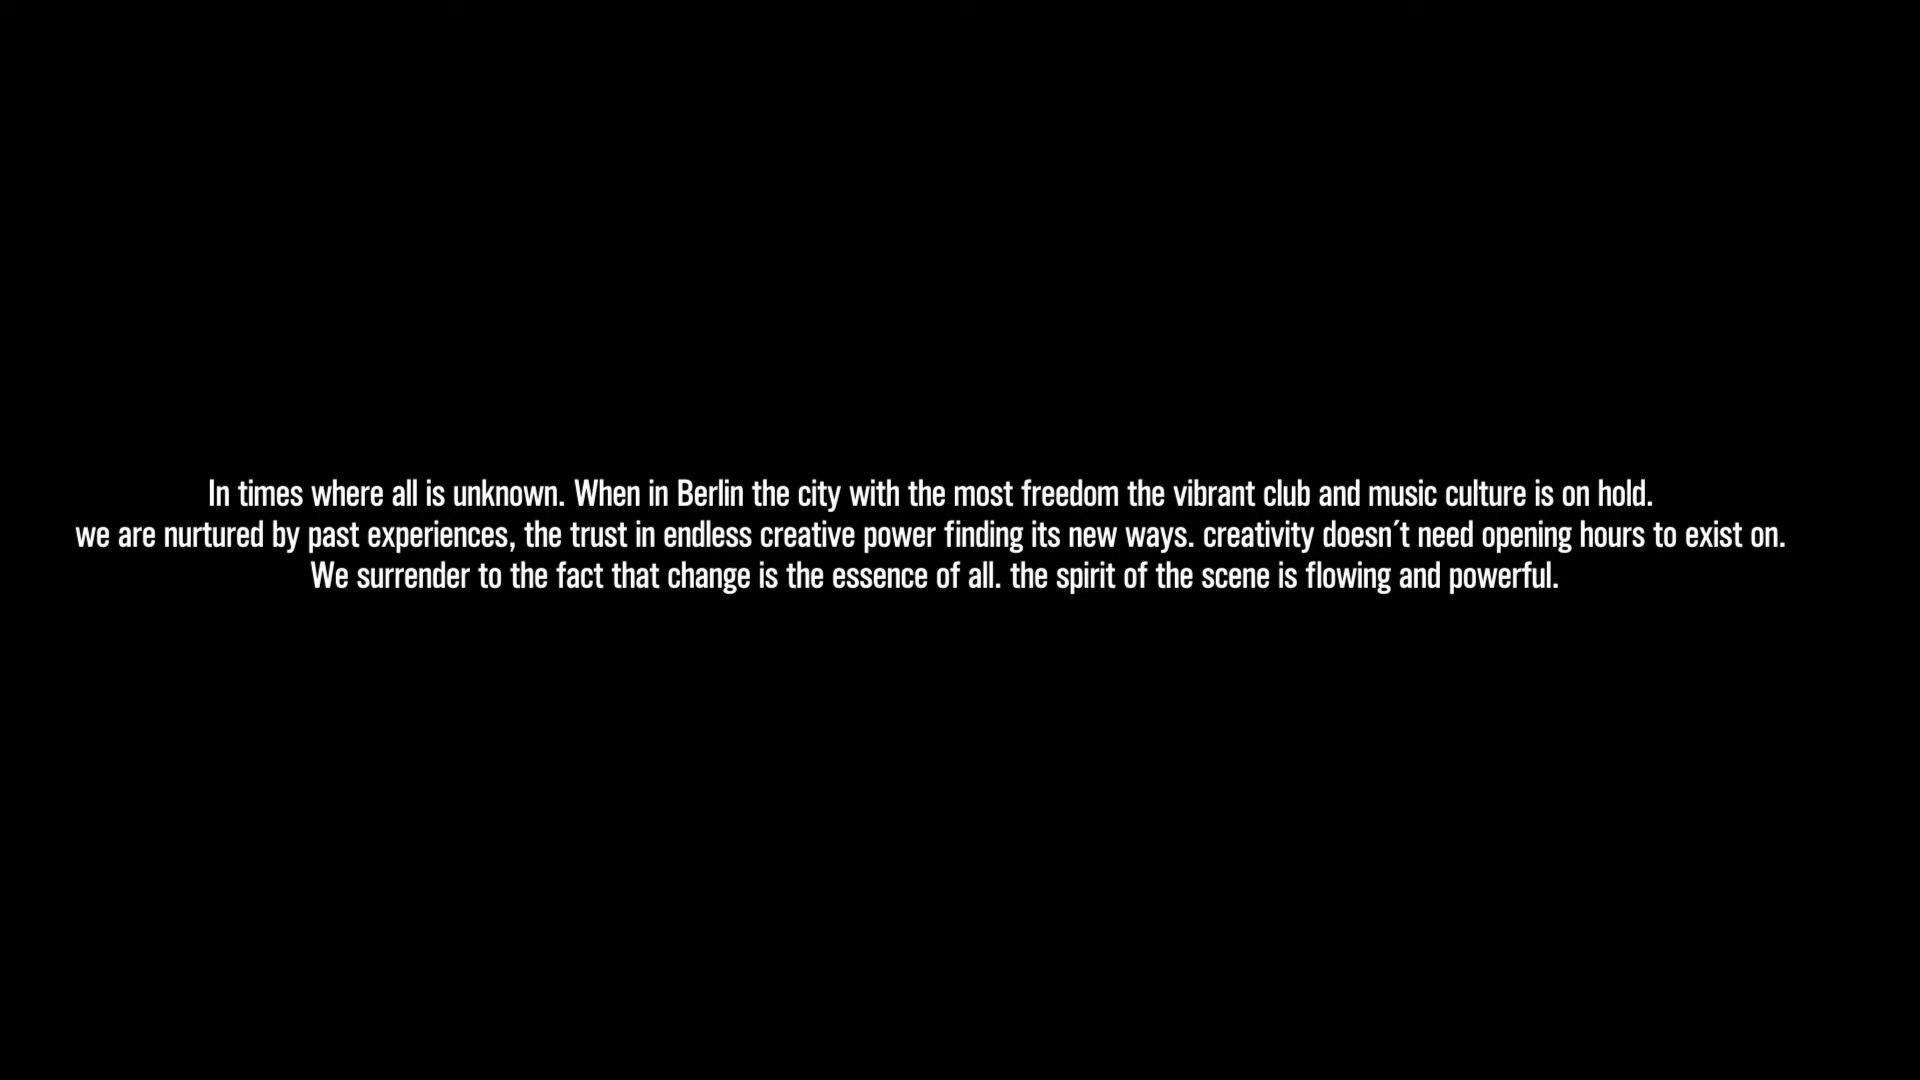 In times where all is unknown. When in Berlin the city with the most freedom the vibrant club and music culture is on hold.
we are nurtured by past experiences, the trust in endless creative power finding its new ways. creativity doesn´t need opening hours to exist on.
We surrender to the fact that change is the essence of all. the spirit of the scene is flowing and powerful.